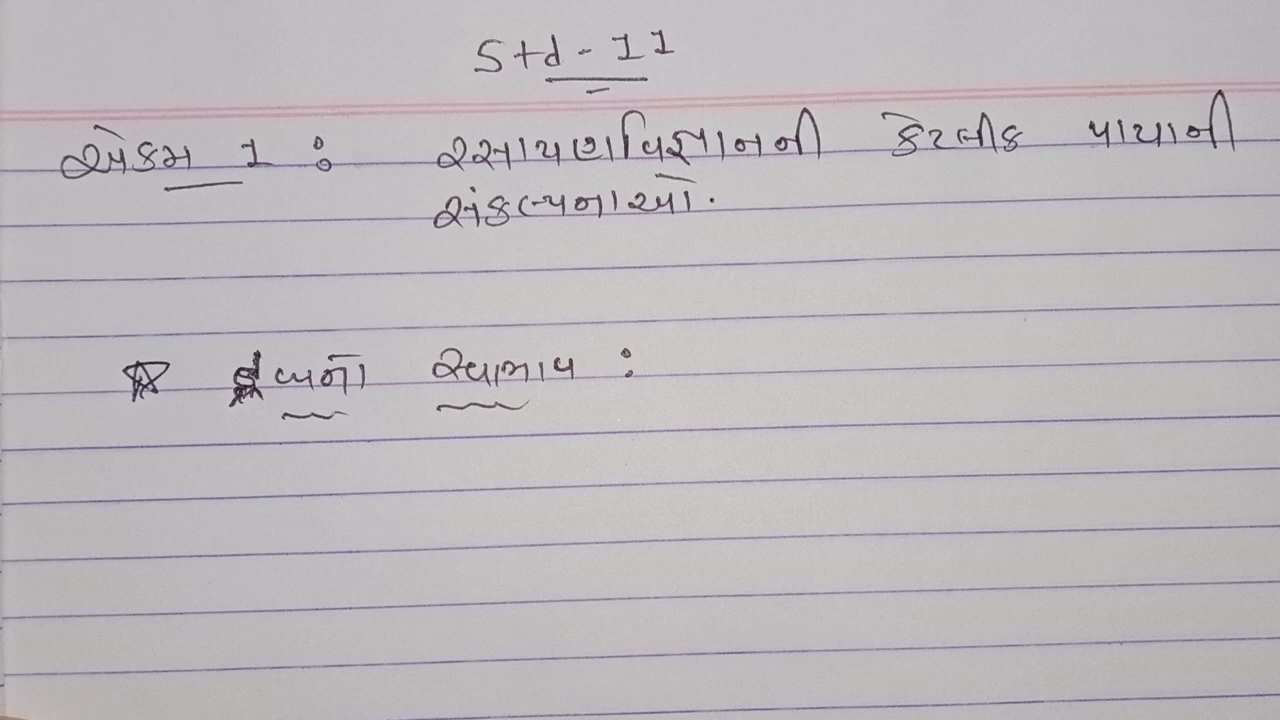 Std - 11
એકમ 1 : રસાયણવિજ્ઞાનની કેટલીક પાયાની
સંકલ્પનાઓ.
દ્રવ્યનો સ્વભાવ :